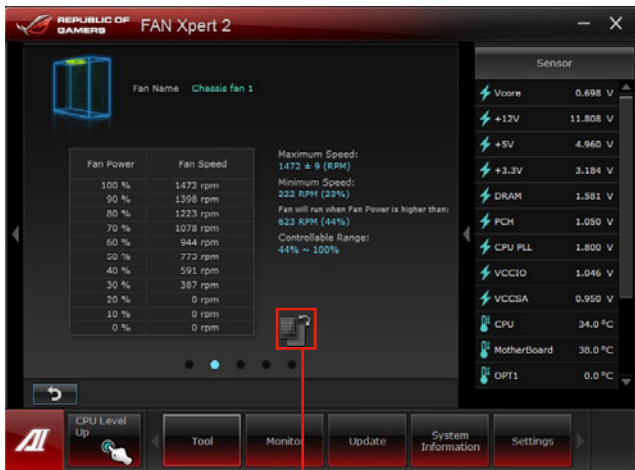 REPUBLIC OF
GAMERS
FAN Xpert 2
Fan Name Chassis fan 1
Fan Power Fan Speed
100 % 1472 rpm
90 % 1398 rpm
80 % 1223 rpm
70 % 1078 rpm
60 % 944 rpm
50 % 773 rpm
40 % 591 rpm
30 % 387 rpm
20 % 0 rpm
10 % 0 rpm
0 % 0 rpm
Maximum Speed:
1472 ± 9 (RPM)
Minimum Speed:
222 RPM (23%)
Fan will run when Fan Power is higher than:
623 RPM (44%)
Controllable Range:
44% ~ 100%
Sensor
Vcore 0.698 V
+12V 11.808 V
+5V 4.960 V
+3.3V 3.184 V
DRAM 1.581 V
PCH 1.050 V
CPU PLL 1.800 V
VCCIO 1.046 V
VCCSA 0.950 V
CPU 34.0 °C
MotherBoard 38.0 °C
OPT1 0.0 °C
CPU Level
Up
Tool
Monitor
Update
System
Information
Settings